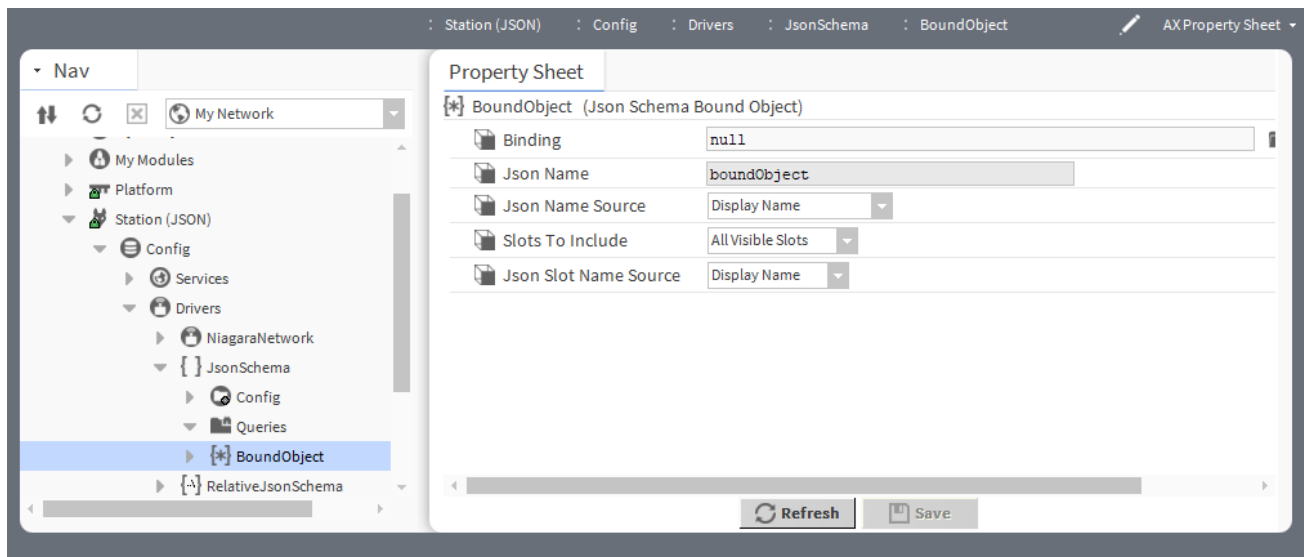 : Station (JSON) : Config : Drivers : JsonSchema : BoundObject AX Property Sheet
Nav
My Network
My Modules
Platform
Station (JSON)
Config
Services
Drivers
NiagaraNetwork
{ } JsonSchema
Config
Queries
{*} BoundObject
RelativeJsonSchema
Property Sheet
{*} BoundObject (Json Schema Bound Object)
Binding null
Json Name boundObject
Json Name Source Display Name
Slots To Include All Visible Slots
Json Slot Name Source Display Name
Refresh Save